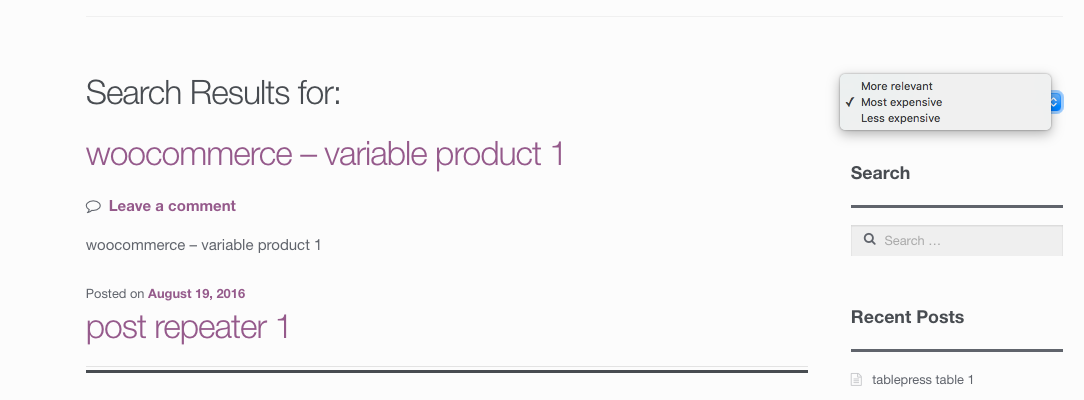 Search Results for:
woocommerce – variable product 1
Leave a comment
woocommerce – variable product 1
Posted on August 19, 2016
post repeater 1
More relevant
✓ Most expensive
Less expensive
Search
Search …
Recent Posts
tablepress table 1